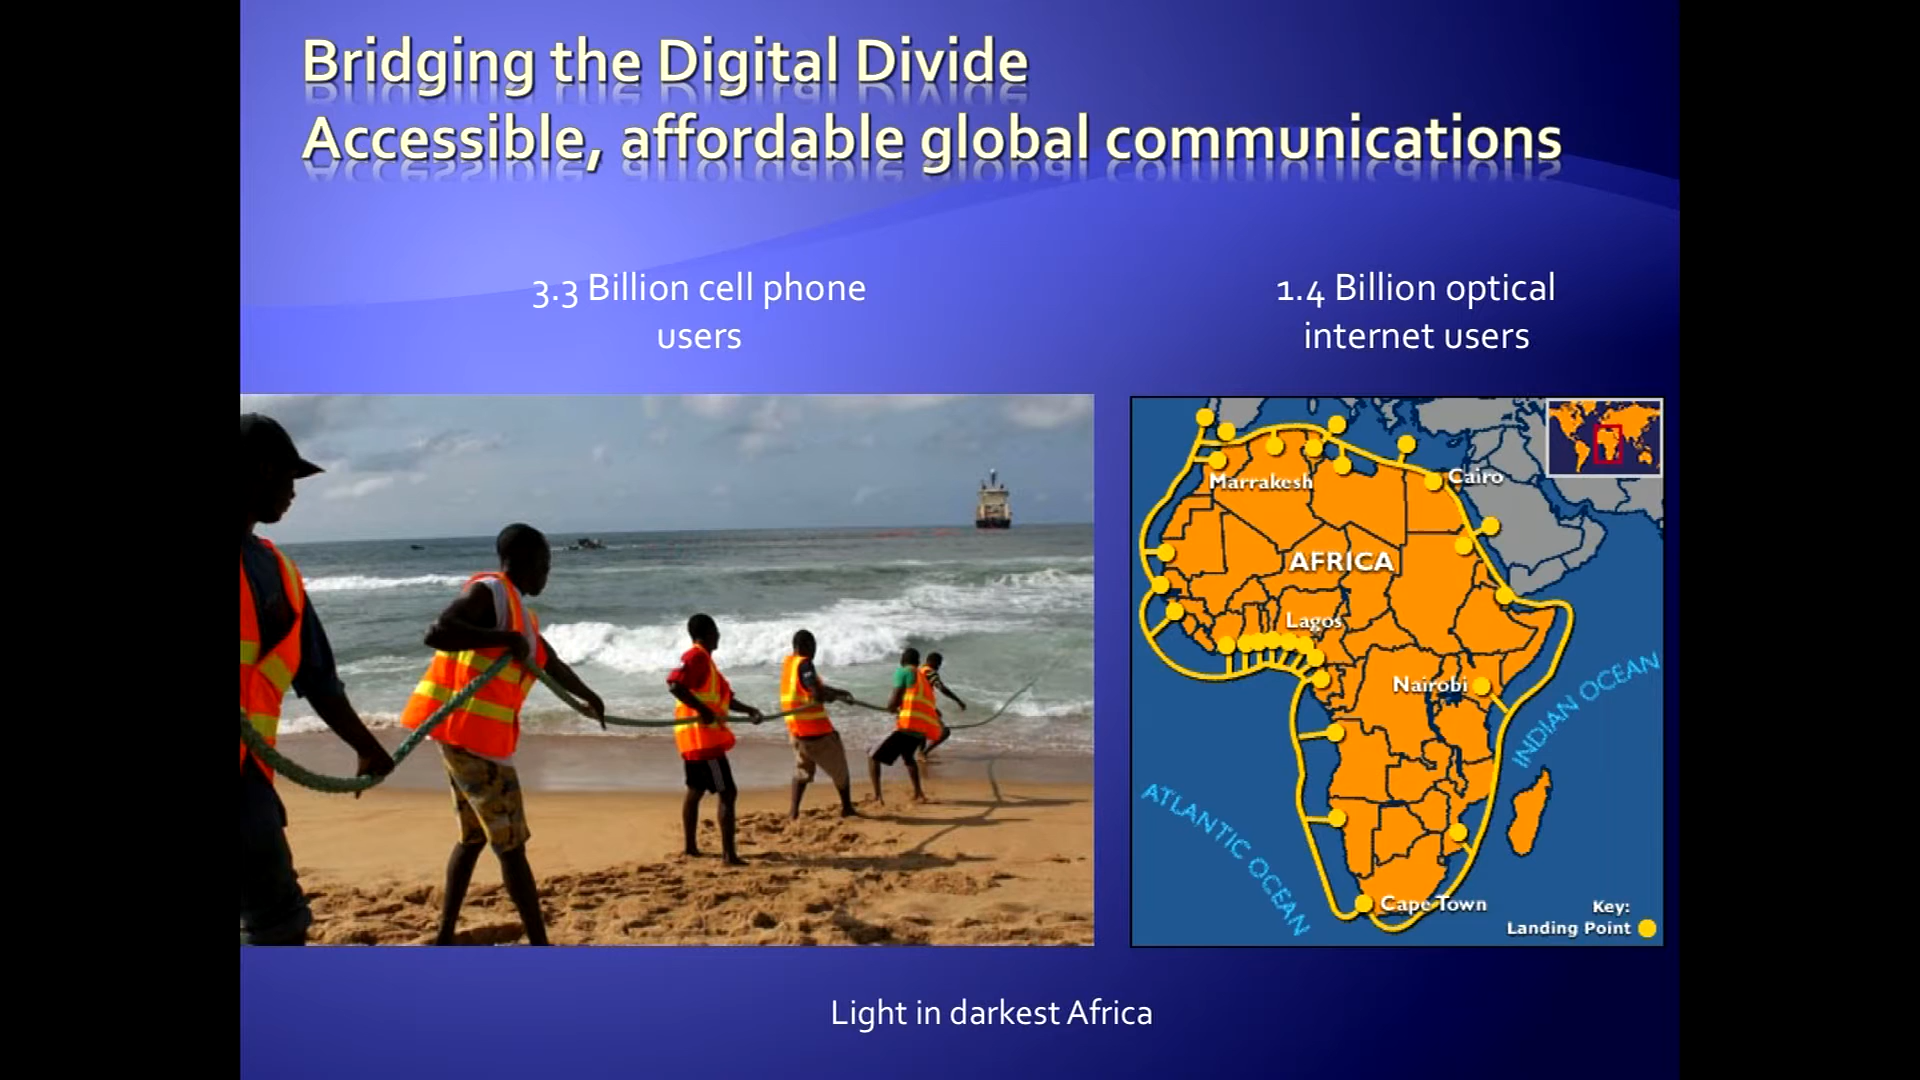 Bridging the Digital Divide
Accessible, affordable global communications
3.3 Billion cell phone
users
1.4 Billion optical
internet users
Marrakesh
Cairo
AFRICA
Lagos
Nairobi
INDIAN OCEAN
ATLANTIC OCEAN
Cape Town
Key:
Landing Point
Light in darkest Africa